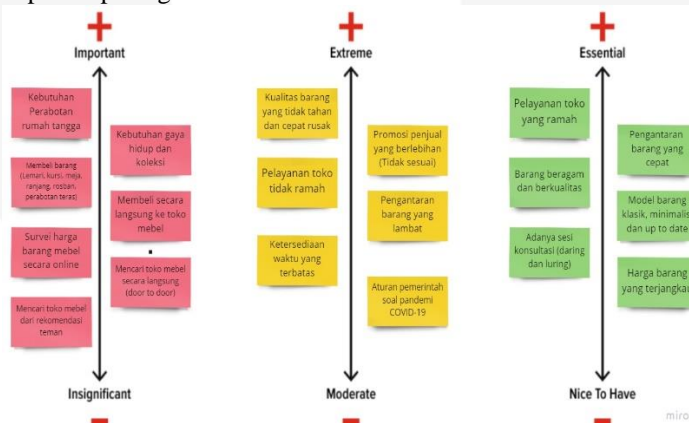 Important
Kebutuhan
Perabotan
rumah tangga
Membeli barang
(Lemari, kursi, meja,
ranjang, rosban,
perabotan teras)
Survei harga
barang mebel
secara online
Mencari toko mebel
dari rekomendasi
teman
Kebutuhan gaya
hidup dan
koleksi
Membeli secara
langsung ke toko
mebel
Mencari toko mebel
secara langsung
(door to door)
Insignificant
Extreme
Kualitas barang
yang tidak tahan
dan cepat rusak
Pelayanan toko
tidak ramah
Ketersediaan
waktu yang
terbatas
Promosi penjual
yang berlebihan
(Tidak sesuai)
Pengantaran
barang yang
lambat
Aturan pemerintah
soal pandemi
COVID-19
Moderate
Essential
Pelayanan toko
yang ramah
Barang beragam
dan berkualitas
Adanya sesi
konsultasi (daring
dan luring)
Pengantaran
barang yang
cepat
Model barang
klasik, minimalis
dan up to date
Harga barang
yang terjangkau
Nice To Have
miro